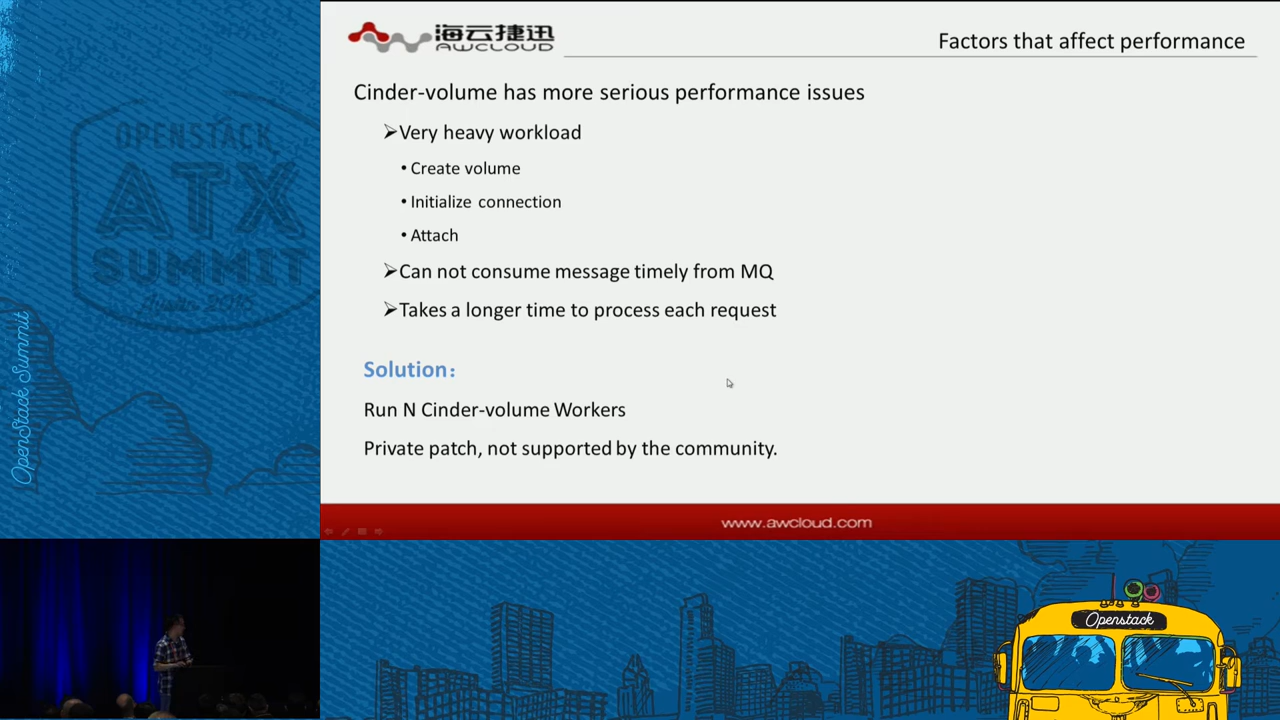 海云捷迅
AWCLOUD
Factors that affect performance
Cinder-volume has more serious performance issues
➢Very heavy workload
• Create volume
• Initialize connection
• Attach
➢Can not consume message timely from MQ
➢Takes a longer time to process each request
Solution：
Run N Cinder-volume Workers
Private patch, not supported by the community.
www.awcloud.com
OPENSTACK
ATX
SUMMIT
Austin 2016
OpenStack Summit
Openstack